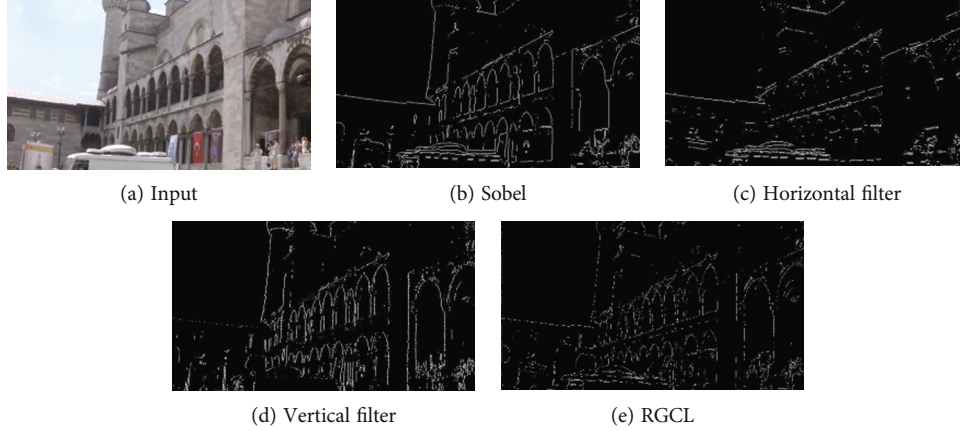 (a) Input
(b) Sobel
(c) Horizontal filter
(d) Vertical filter
(e) RGCL